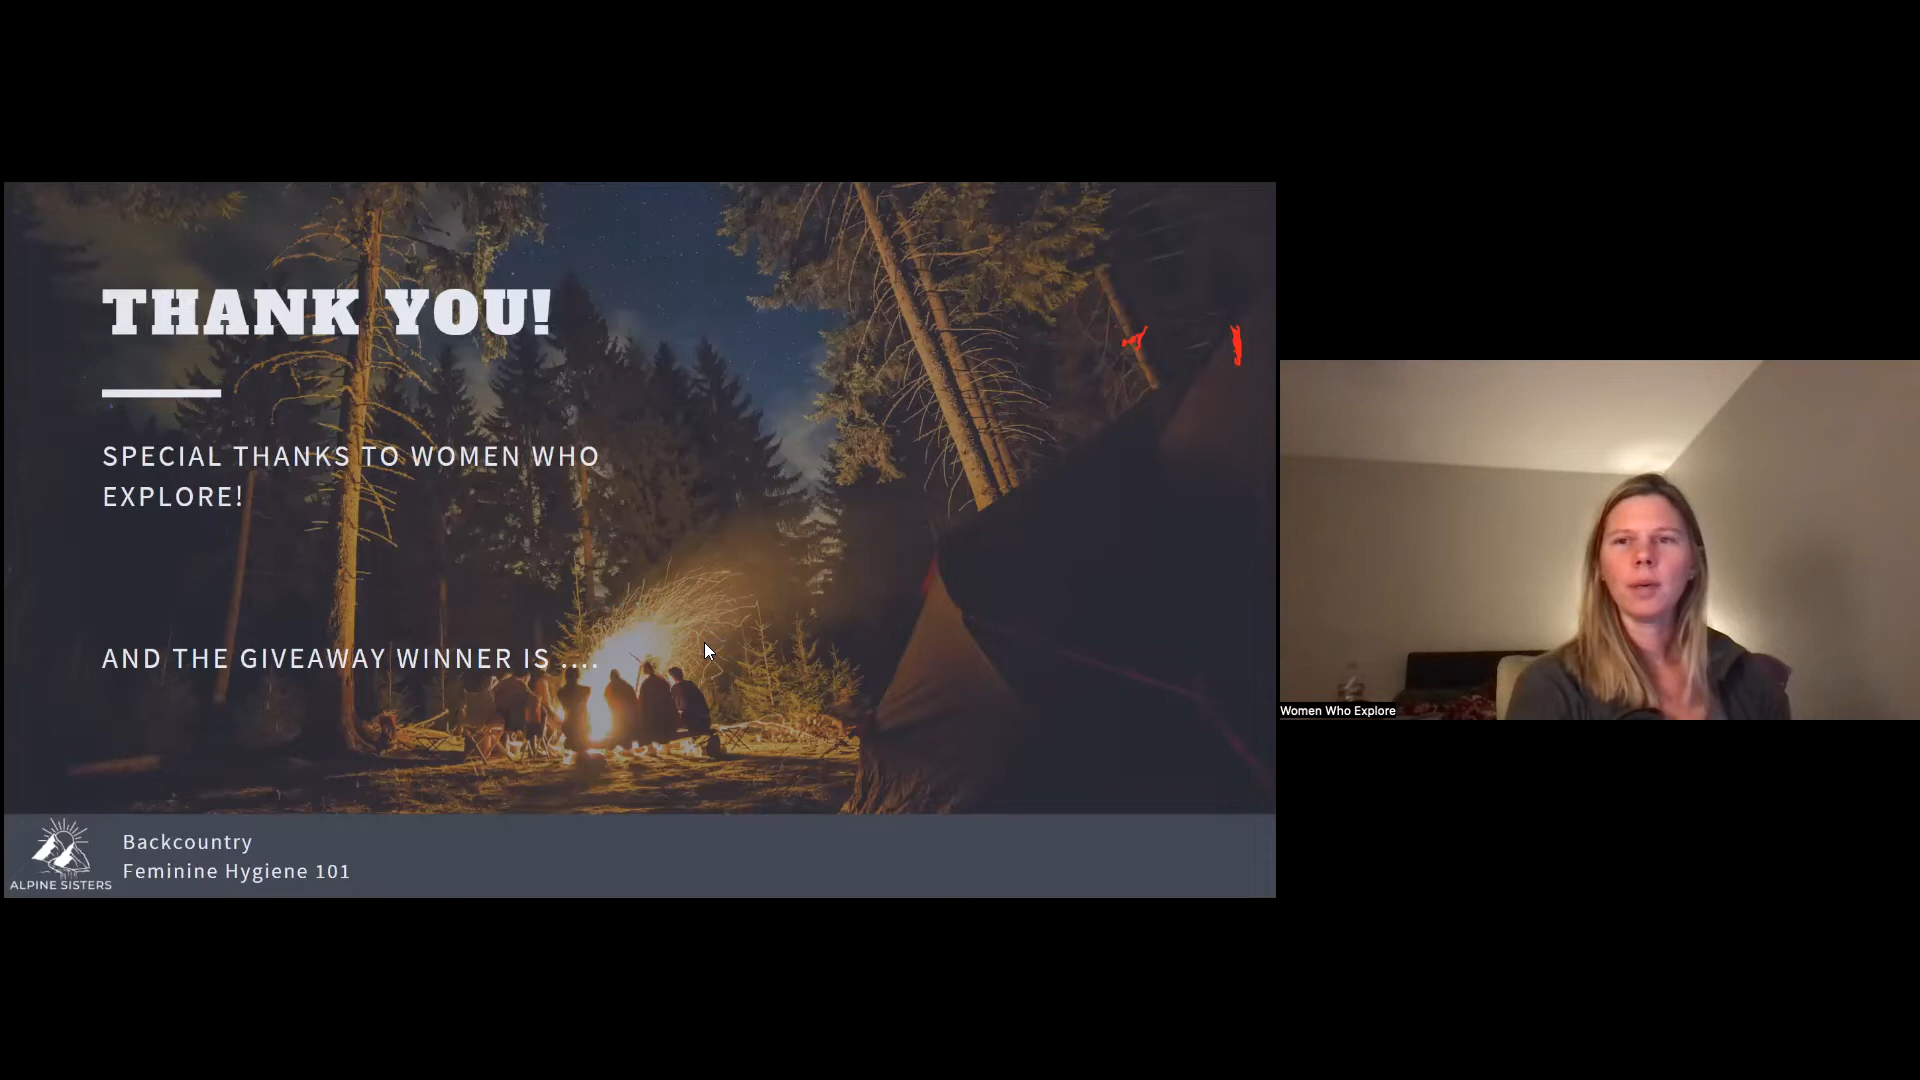 THANK YOU!
SPECIAL THANKS TO WOMEN WHO
EXPLORE!
AND THE GIVEAWAY WINNER IS ....
ALPINE SISTERS
Backcountry
Feminine Hygiene 101
Women Who Explore